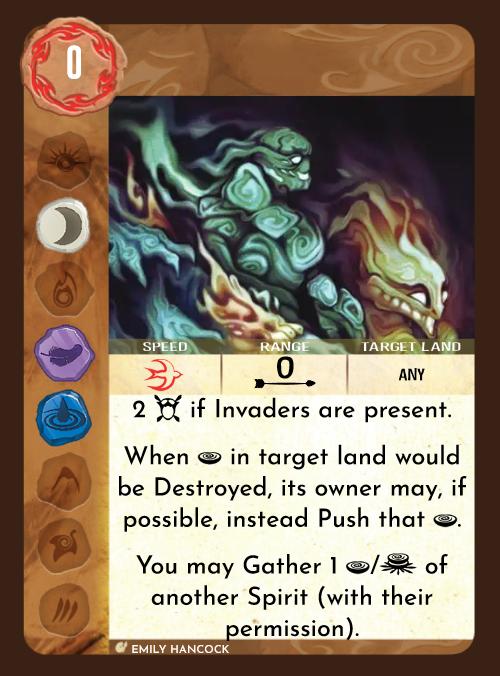 0
SPEED RANGE TARGET LAND
0 ANY
2 if Invaders are present.
When in target land would
be Destroyed, its owner may, if
possible, instead Push that .
You may Gather 1 / of
another Spirit (with their
permission).
EMILY HANCOCK